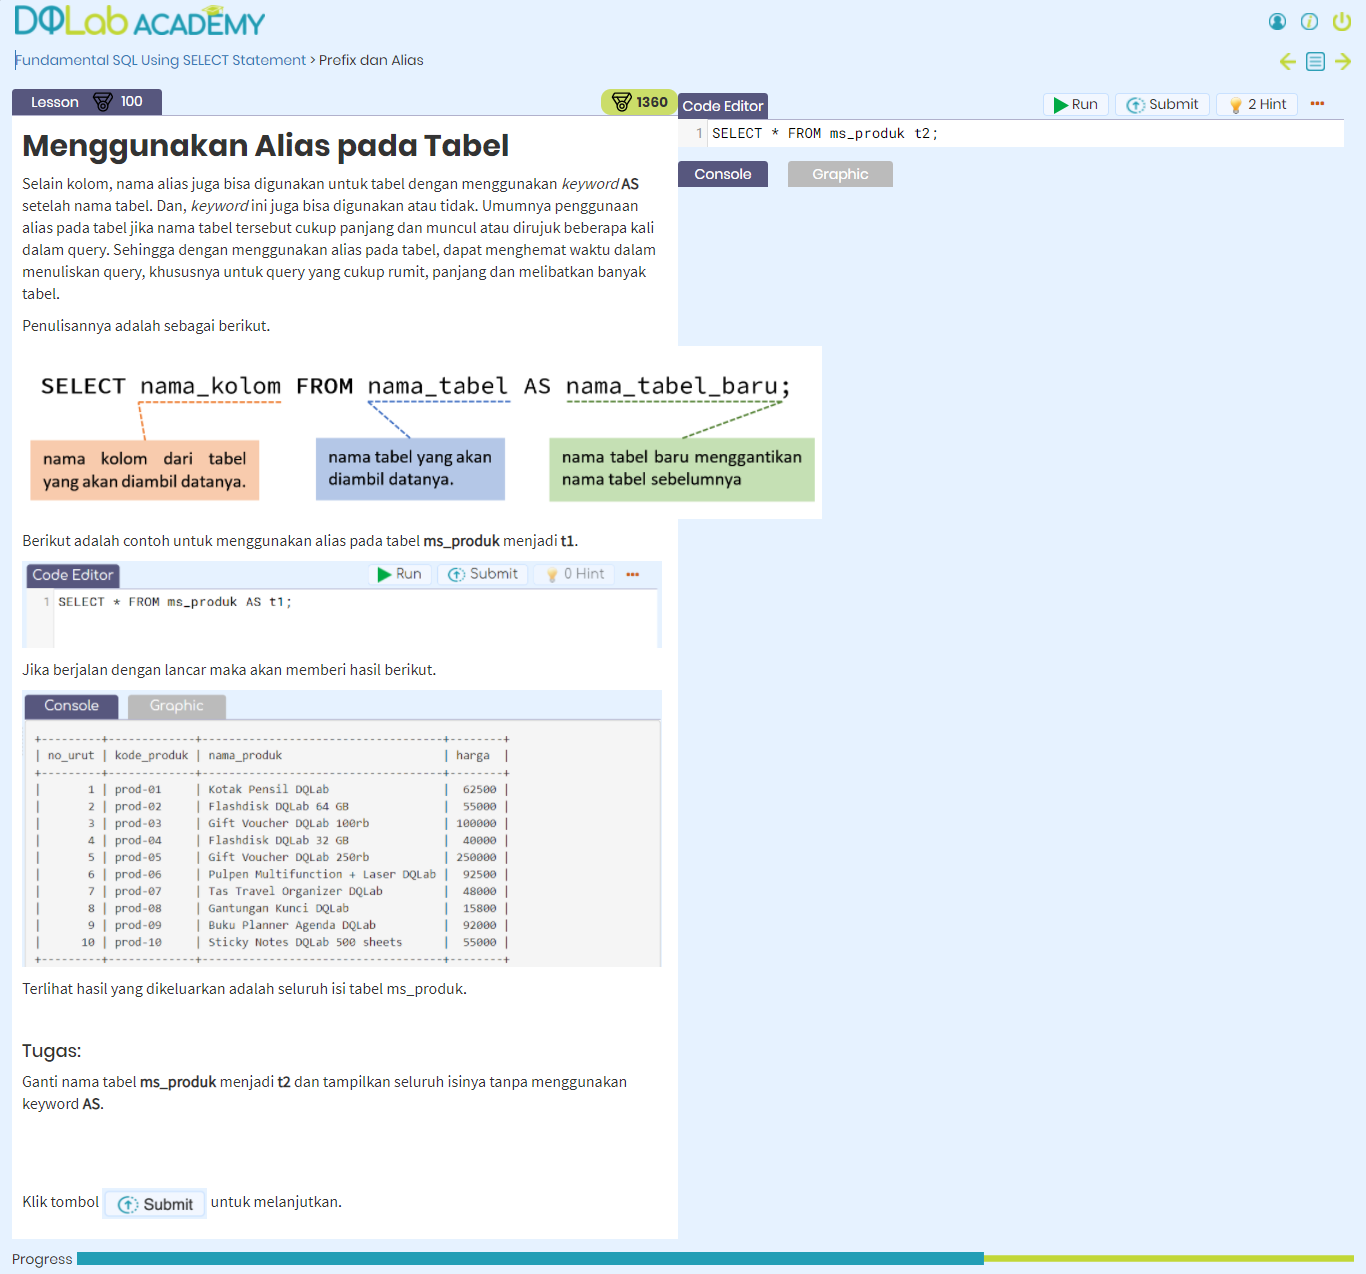 DQLab ACADEMY
Fundamental SQL Using SELECT Statement > Prefix dan Alias
Lesson 100
1360
Menggunakan Alias pada Tabel
Selain kolom, nama alias juga bisa digunakan untuk tabel dengan menggunakan keyword AS
setelah nama tabel. Dan, keyword ini juga bisa digunakan atau tidak. Umumnya penggunaan
alias pada tabel jika nama tabel tersebut cukup panjang dan muncul atau dirujuk beberapa kali
dalam query. Sehingga dengan menggunakan alias pada tabel, dapat menghemat waktu dalam
menuliskan query, khususnya untuk query yang cukup rumit, panjang dan melibatkan banyak
tabel.
Penulisannya adalah sebagai berikut.
SELECT nama_kolom FROM nama_tabel AS nama_tabel_baru;
nama kolom dari tabel
yang akan diambil datanya.
nama tabel yang akan
diambil datanya.
nama tabel baru menggantikan
nama tabel sebelumnya
Berikut adalah contoh untuk menggunakan alias pada tabel ms_produk menjadi t1.
Code Editor Run Submit 0 Hint
1 SELECT * FROM ms_produk AS t1;
Jika berjalan dengan lancar maka akan memberi hasil berikut.
Console Graphic
+---------+-------------+-------------------------------+--------+
| no_urut | kode_produk | nama_produk | harga |
+---------+-------------+-------------------------------+--------+
| 1 | prod-01 | Kotak Pensil DQLab | 62500 |
| 2 | prod-02 | Flashdisk DQLab 64 GB | 55000 |
| 3 | prod-03 | Gift Voucher DQLab 100rb | 100000 |
| 4 | prod-04 | Flashdisk DQLab 32 GB | 40000 |
| 5 | prod-05 | Gift Voucher DQLab 250rb | 250000 |
| 6 | prod-06 | Pulpen Multifunction + Laser DQLab | 92500 |
| 7 | prod-07 | Tas Travel Organizer DQLab | 48000 |
| 8 | prod-08 | Gantungan Kunci DQLab | 15800 |
| 9 | prod-09 | Buku Planner Agenda DQLab | 92000 |
| 10 | prod-10 | Sticky Notes DQLab 500 sheets | 55000 |
+---------+-------------+-------------------------------+--------+
Terlihat hasil yang dikeluarkan adalah seluruh isi tabel ms_produk.
Tugas:
Ganti nama tabel ms_produk menjadi t2 dan tampilkan seluruh isinya tanpa menggunakan
keyword AS.
Klik tombol Submit untuk melanjutkan.
Code Editor Run Submit 2 Hint
1 SELECT * FROM ms_produk t2;
Console Graphic
Progress